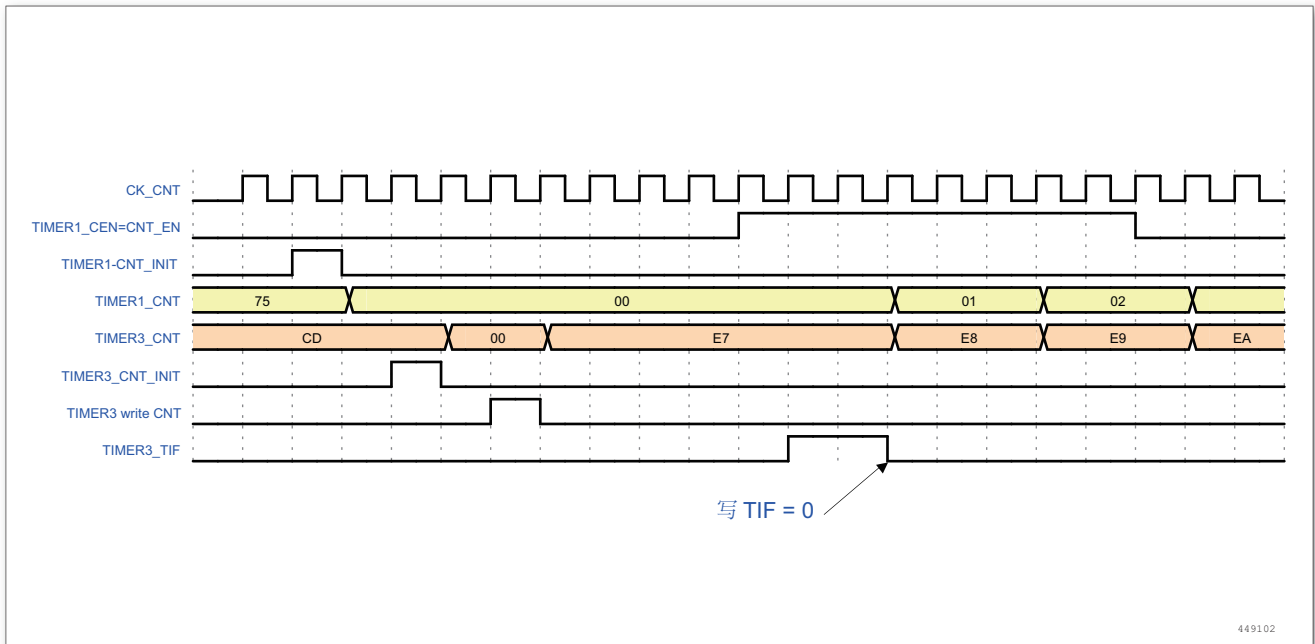 CK_CNT
TIMER1_CEN=CNT_EN
TIMER1-CNT_INIT
TIMER1_CNT 75 00 01 02
TIMER3_CNT CD 00 E7 E8 E9 EA
TIMER3_CNT_INIT
TIMER3 write CNT
TIMER3_TIF
写 TIF = 0
449102